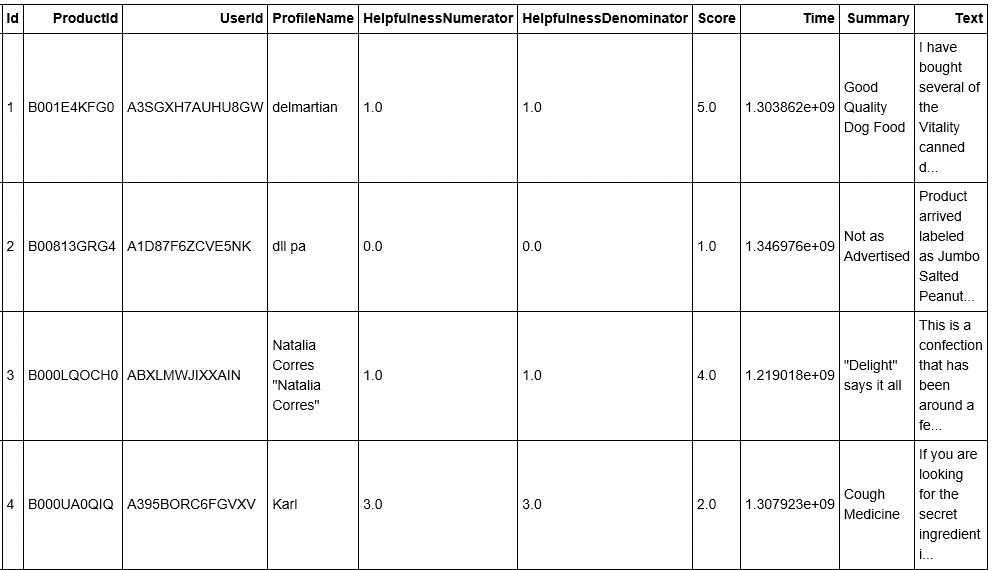 Id ProductId UserId ProfileName HelpfulnessNumerator HelpfulnessDenominator Score Time Summary Text
1 B001E4KFG0 A3SGXH7AUHU8GW delmartian 1.0 1.0 5.0 1.303862e+09
Good
Quality
Dog Food
I have
bought
several of
the
Vitality
canned
d...
2 B00813GRG4 A1D87F6ZCVE5NK dll pa 0.0 0.0 1.0 1.346976e+09
Not as
Advertised
Product
arrived
labeled
as Jumbo
Salted
Peanut...
3 B000LQOCH0 ABXLMWJIXXAIN
Natalia
Corres
"Natalia
Corres"
1.0 1.0 4.0 1.219018e+09
"Delight"
says it all
This is a
confection
that has
been
around a
fe...
4 B000UA0QIQ A395BORC6FGVXV Karl 3.0 3.0 2.0 1.307923e+09
Cough
Medicine
If you are
looking
for the
secret
ingredient
i...